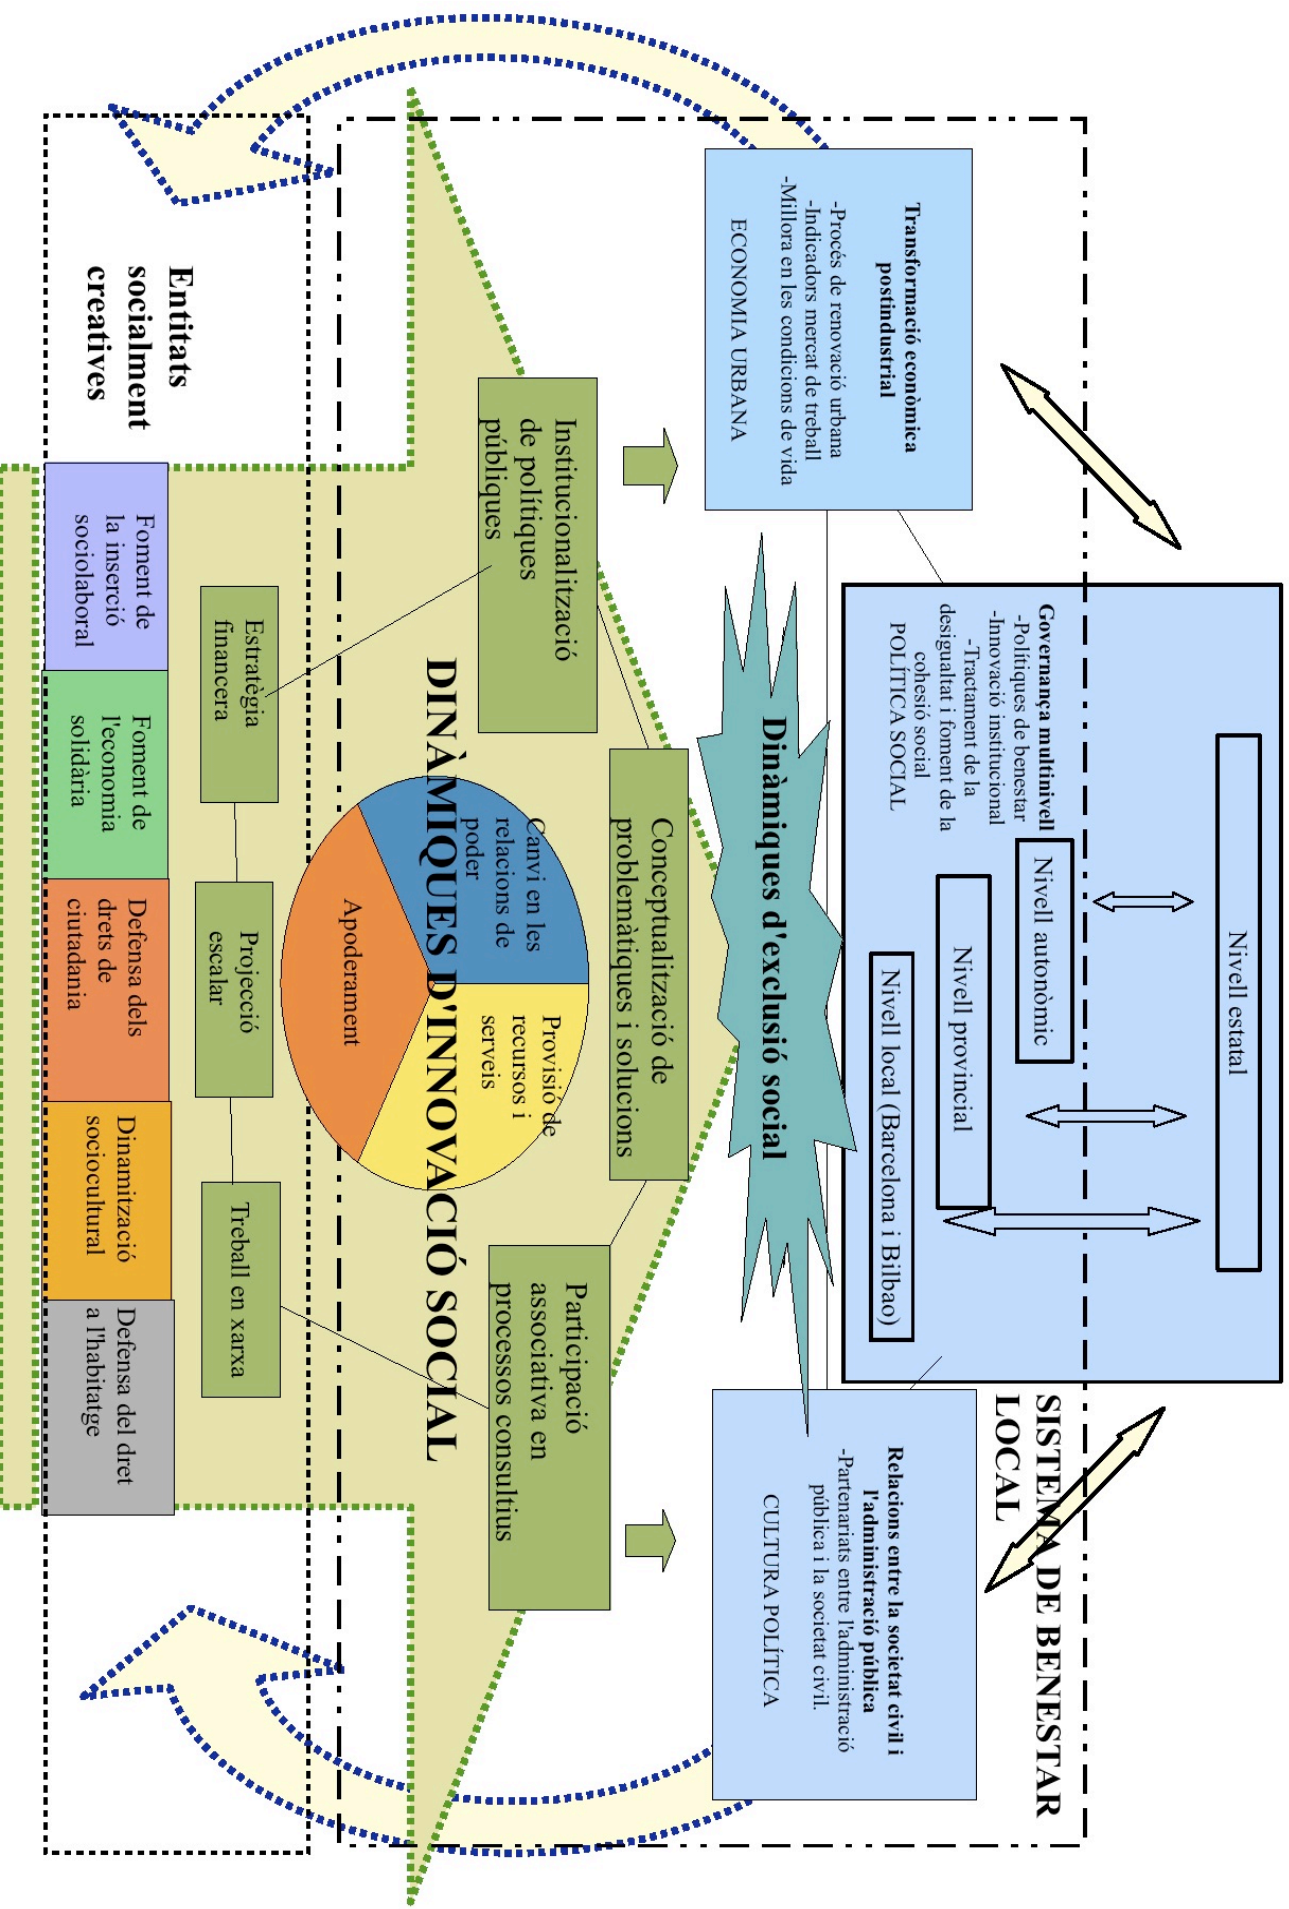 Nivell estatal
Governança multinivell
-Polítiques de benestar
-Innovació institucional
-Tractament de la
desigualtat i foment de la
cohesió social
POLÍTICA SOCIAL
Nivell autonòmic
Nivell provincial
Nivell local (Barcelona i Bilbao)
SISTEMA DE BENESTAR
LOCAL
Transformació econòmica
postindustrial
-Procés de renovació urbana
-Indicadors mercat de treball
-Millora en les condicions de vida
ECONOMIA URBANA
Dinàmiques d'exclusió social
Relacions entre la societat civil i
l'administració pública
-Partenariats entre l'administració
pública i la societat civil.
CULTURA POLÍTICA
Institucionalització
de polítiques
públiques
Conceptualització de
problemàtiques i solucions
Participació
associativa en
processos consultius
Canvi en les
relacions de
poder
Provisió de
recursos i
serveis
DINÀMIQUES D'INNOVACIÓ SOCIAL
Apoderament
Estratègia
financera
Projecció
escalar
Treball en xarxa
Entitats
socialment
creatives
Foment de
la inserció
sociolaboral
Foment de
l'economia
solidària
Defensa dels
drets de
ciutadania
Dinamització
sociocultural
Defensa del dret
a l'habitatge